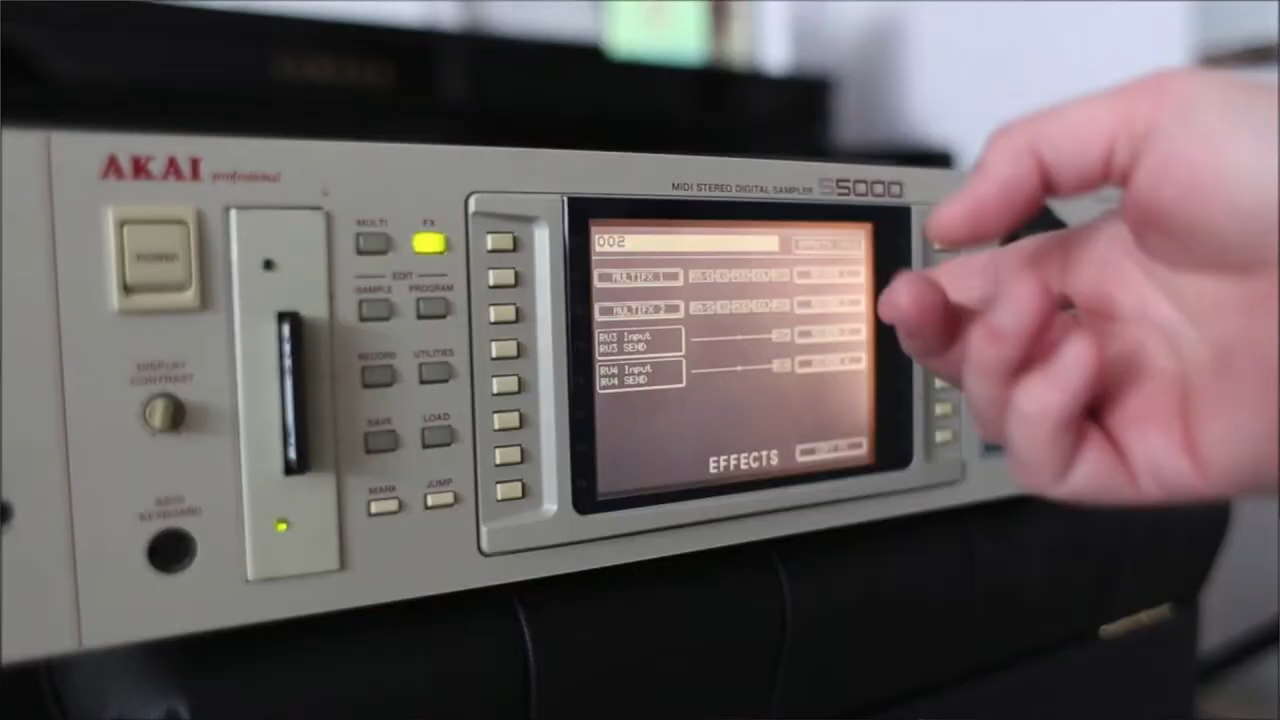 AKAI professional
MIDI STEREO DIGITAL SAMPLER S5000
POWER
MULTI
FX
EDIT
SAMPLE
PROGRAM
DISPLAY
CONTRAST
RECORD
UTILITIES
SAVE
LOAD
MARK
JUMP
KEYBOARD
002
MULTIFX 1
MULTIFX 2
RV3 Input
RV3 SEND
RV4 Input
RV4 SEND
EFFECTS